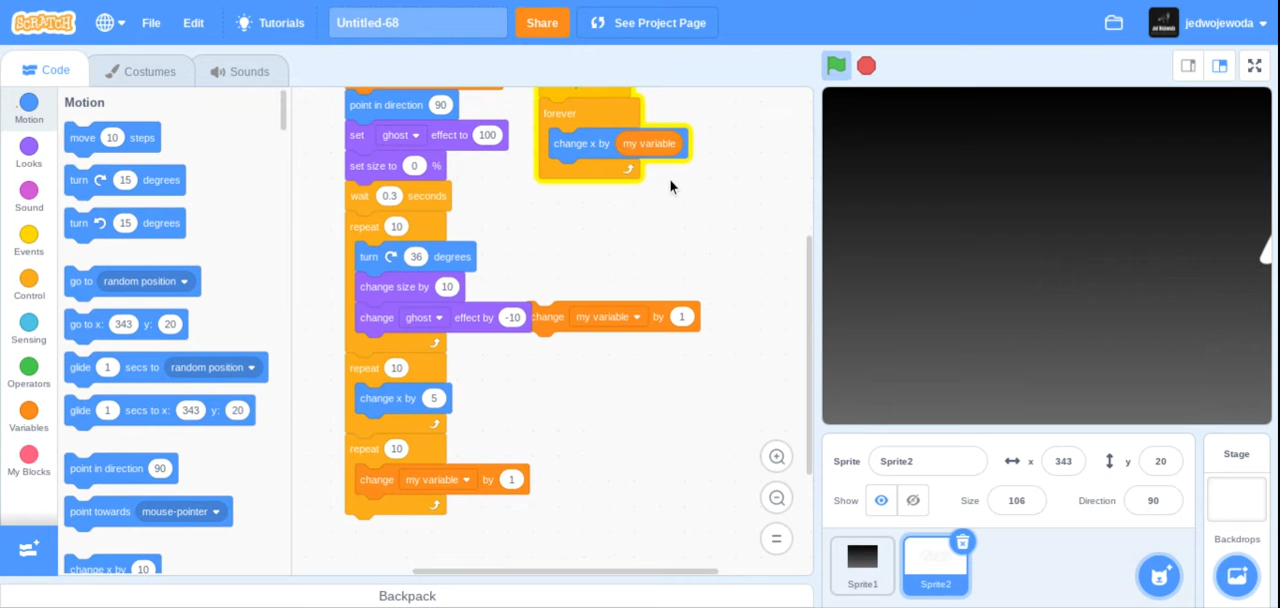 SCRATCH File Edit Tutorials Untitled-68 Share See Project Page jedwojewoda
Code Costumes Sounds
Motion
Motion
Looks
Sound
Events
Control
Sensing
Operators
Variables
My Blocks
move 10 steps
turn 15 degrees
turn 15 degrees
go to random position
go to x: 343 y: 20
glide 1 secs to random position
glide 1 secs to x: 343 y: 20
point in direction 90
point towards mouse-pointer
change x by 10
point in direction 90
set ghost effect to 100
set size to 0 %
wait 0.3 seconds
repeat 10
turn 36 degrees
change size by 10
change ghost effect by -10
repeat 10
change x by 5
repeat 10
change my variable by 1
forever
change x by my variable
change my variable by 1
Backpack
Sprite Sprite2 x 343 y 20
Show Size 106 Direction 90
Sprite1
Sprite2
Stage
Backdrops